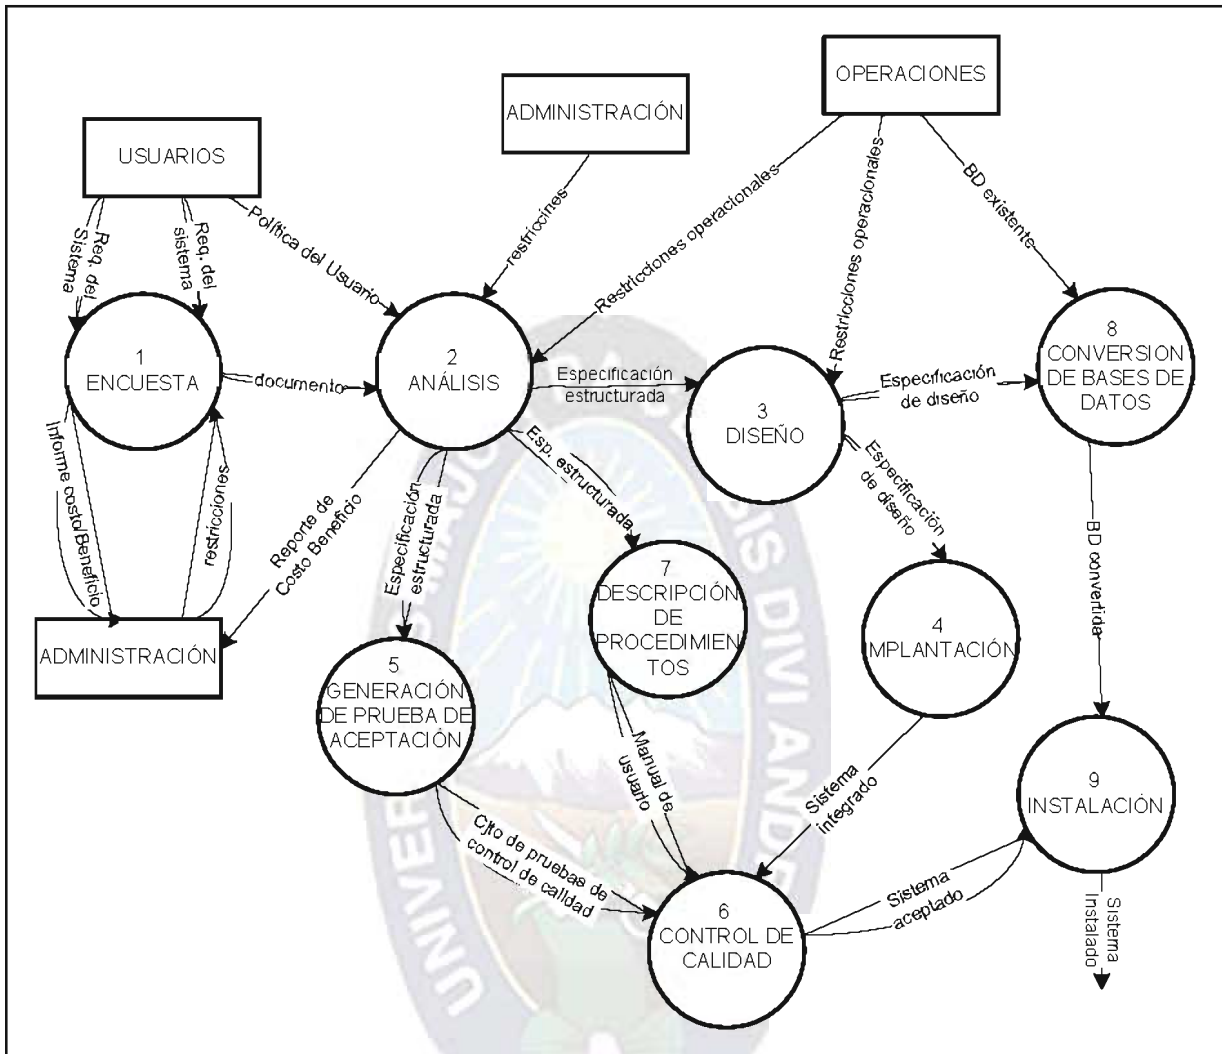 OPERACIONES
ADMINISTRACIÓN
USUARIOS
Req. del
Sistema
Req. del
sistema
Política del Usuario
restriccines
Restricciones operacionales
Restricciones operacionales
BD existente
1
ENCUESTA
documento
2
ANÁLISIS
Especificación
estructurada
3
DISEÑO
Especificación
de diseño
8
CONVERSION
DE BASES DE
DATOS
Informe costo/Beneficio
restricciones
Reporte de
Costo Beneficio
Especificación
estructurada
Esp. estructurada
Especificación
de diseño
BD convertida
ADMINISTRACIÓN
5
GENERACIÓN
DE PRUEBA DE
ACEPTACIÓN
7
DESCRIPCIÓN
DE
PROCEDIMIEN
TOS
4
IMPLANTACIÓN
Manual de
usuario
Sistema
integrado
9
INSTALACIÓN
Cjto de pruebas de
control de calidad
6
CONTROL DE
CALIDAD
Sistema
aceptado
Sistema
Instalado